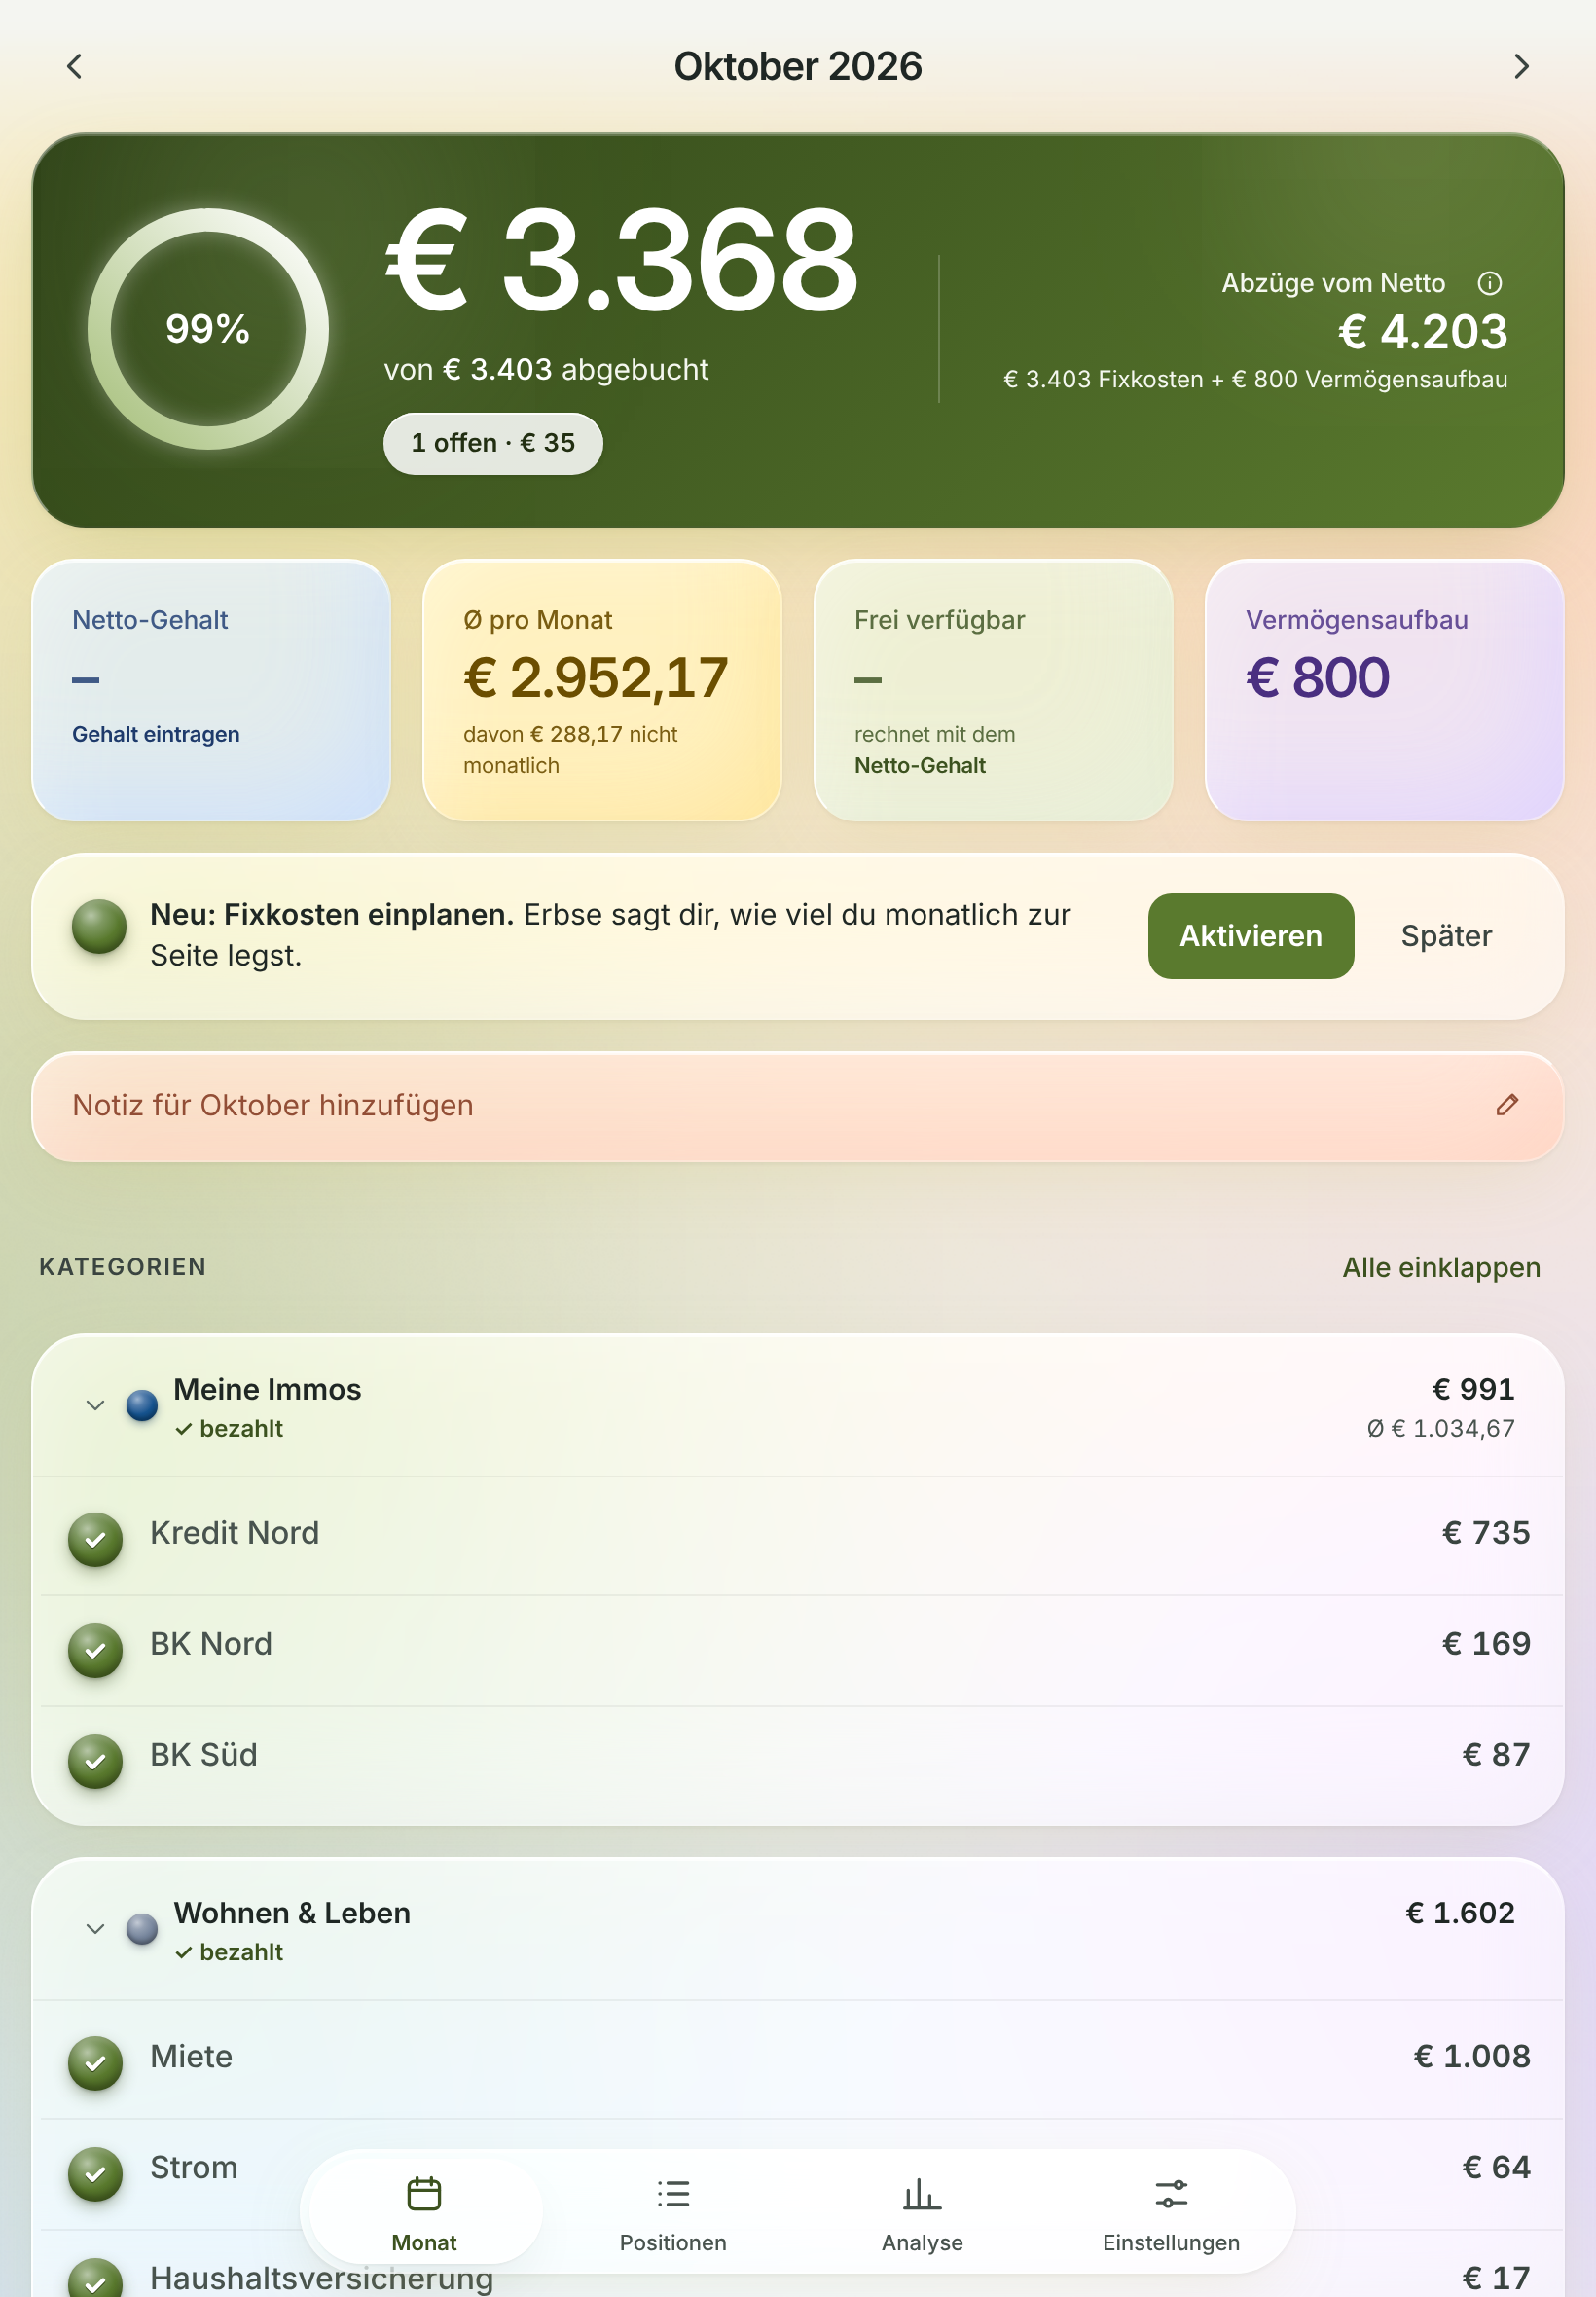 Oktober 2026
99%
€ 3.368
von € 3.403 abgebucht
1 offen · € 35
Abzüge vom Netto
€ 4.203
€ 3.403 Fixkosten + € 800 Vermögensaufbau
Netto-Gehalt
–
Gehalt eintragen
Ø pro Monat
€ 2.952,17
davon € 288,17 nicht
monatlich
Frei verfügbar
–
rechnet mit dem
Netto-Gehalt
Vermögensaufbau
€ 800
Neu: Fixkosten einplanen. Erbse sagt dir, wie viel du monatlich zur
Seite legst.
Aktivieren
Später
Notiz für Oktober hinzufügen
KATEGORIEN
Alle einklappen
Meine Immos
€ 991
✓ bezahlt
Ø € 1.034,67
Kredit Nord
€ 735
BK Nord
€ 169
BK Süd
€ 87
Wohnen & Leben
€ 1.602
✓ bezahlt
Miete
€ 1.008
Strom
€ 64
Haushaltsversicherung
€ 17
Monat
Positionen
Analyse
Einstellungen